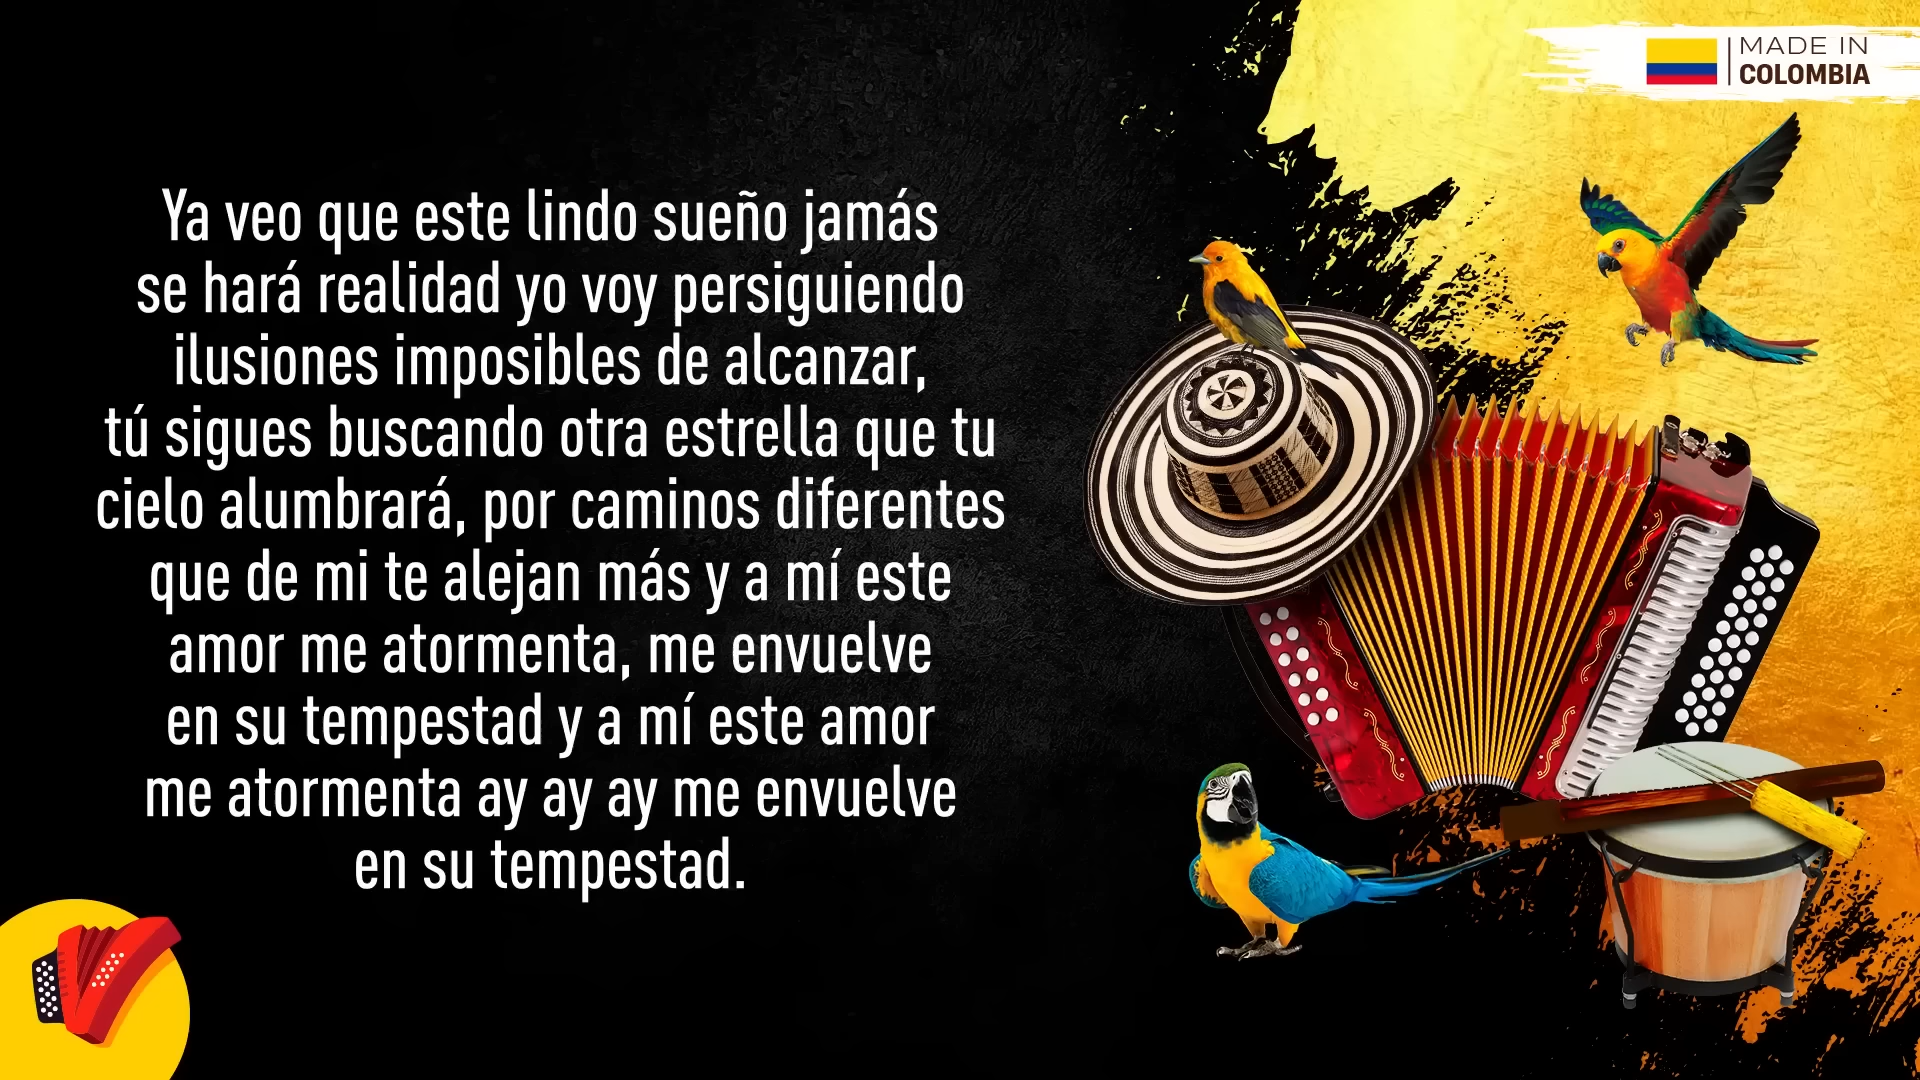 MADE IN
COLOMBIA
Ya veo que este lindo sueño jamás
se hará realidad yo voy persiguiendo
ilusiones imposibles de alcanzar,
tú sigues buscando otra estrella que tu
cielo alumbrará, por caminos diferentes
que de mi te alejan más y a mí este
amor me atormenta, me envuelve
en su tempestad y a mí este amor
me atormenta ay ay ay me envuelve
en su tempestad.